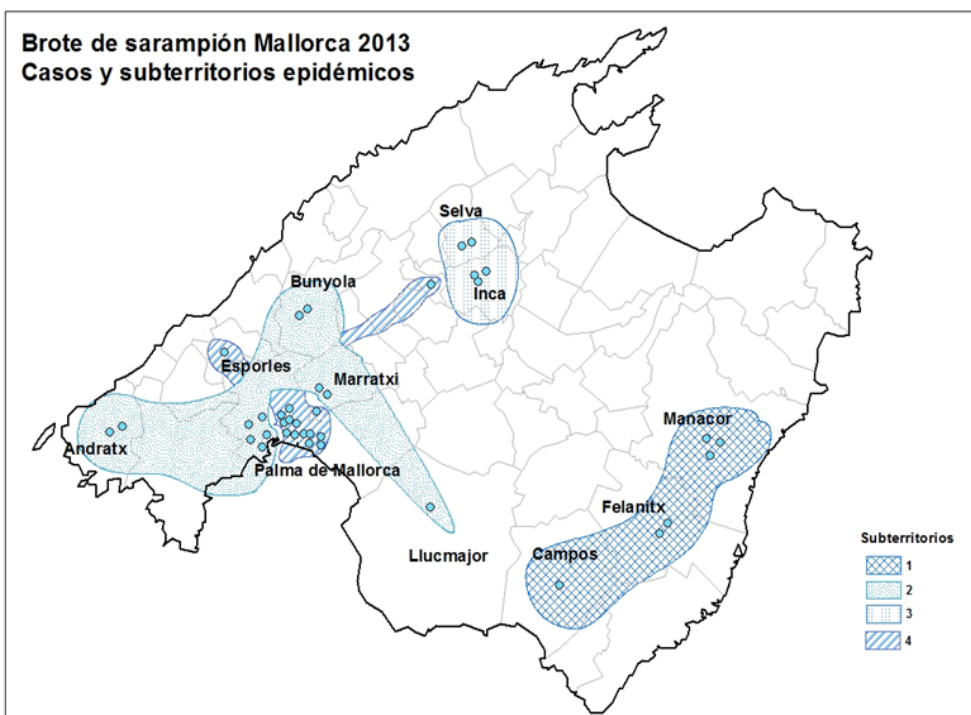 Brote de sarampión Mallorca 2013
Casos y subterritorios epidémicos
Selva
Bunyola
Inca
Esporles
Marratxi
Manacor
Andratx
Palma de Mallorca
Felanitx
Llucmajor
Campos
Subterritorios
1
2
3
4